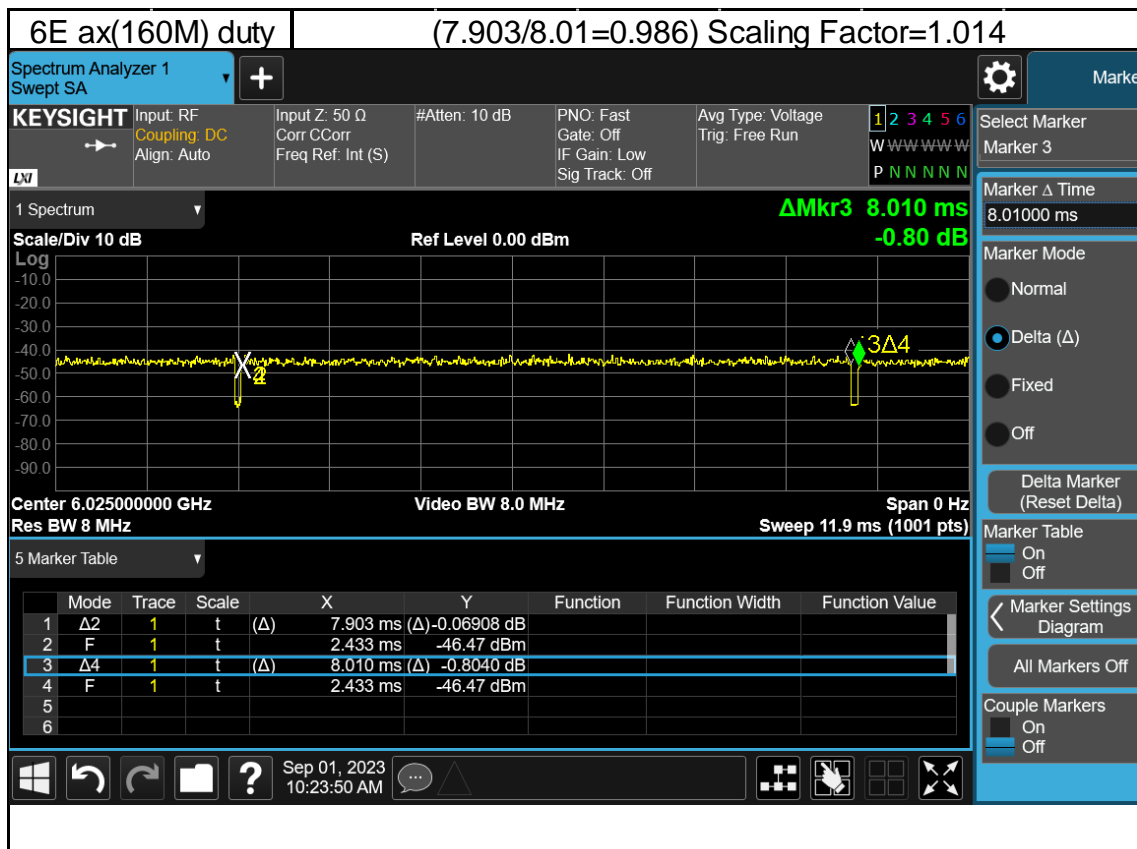 6E ax(160M) duty (7.903/8.01=0.986) Scaling Factor=1.014
Spectrum Analyzer 1
Swept SA
+
Marke
KEYSIGHT
LXI
Input: RF
Coupling: DC
Align: Auto
Input Z: 50 Ω
Corr CCorr
Freq Ref: Int (S)
#Atten: 10 dB
PNO: Fast
Gate: Off
IF Gain: Low
Sig Track: Off
Avg Type: Voltage
Trig: Free Run
1 2 3 4 5 6
W W W W W W
P N N N N N
Select Marker
Marker 3
1 Spectrum
ΔMkr3 8.010 ms
-0.80 dB
Scale/Div 10 dB
Ref Level 0.00 dBm
Log
-10.0
-20.0
-30.0
-40.0
-50.0
-60.0
-70.0
-80.0
-90.0
3Δ4
Center 6.025000000 GHz
Video BW 8.0 MHz
Span 0 Hz
Res BW 8 MHz
Sweep 11.9 ms (1001 pts)
Marker Δ Time
8.01000 ms
Marker Mode
Normal
Delta (Δ)
Fixed
Off
Delta Marker
(Reset Delta)
Marker Table
On
Off
Marker Settings
Diagram
All Markers Off
Couple Markers
On
Off
5 Marker Table
Mode Trace Scale X Y Function Function Width Function Value
1 Δ2 1 t (Δ) 7.903 ms (Δ) -0.06908 dB
2 F 1 t 2.433 ms -46.47 dBm
3 Δ4 1 t (Δ) 8.010 ms (Δ) -0.8040 dB
4 F 1 t 2.433 ms -46.47 dBm
5
6
?
Sep 01, 2023
10:23:50 AM